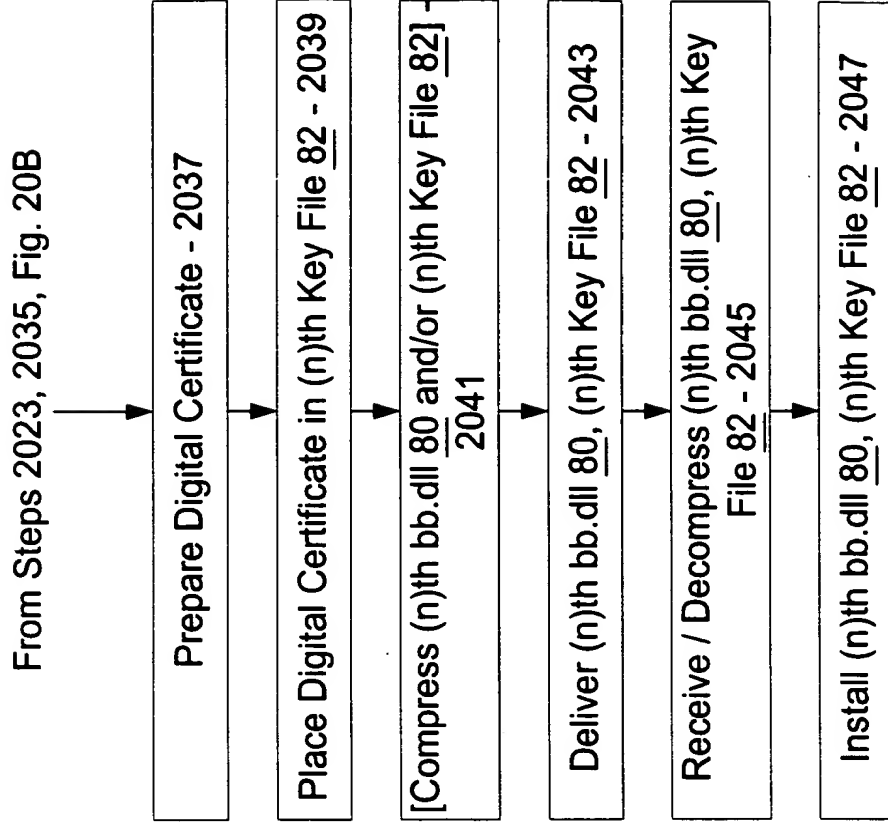 From Steps 2023, 2035, Fig. 20B
Prepare Digital Certificate - 2037
Place Digital Certificate in (n)th Key File 82 - 2039
[Compress (n)th bb.dll 80 and/or (n)th Key File 82] -
2041
Deliver (n)th bb.dll 80, (n)th Key File 82 - 2043
Receive / Decompress (n)th bb.dll 80, (n)th Key
File 82 - 2045
Install (n)th bb.dll 80, (n)th Key File 82 - 2047